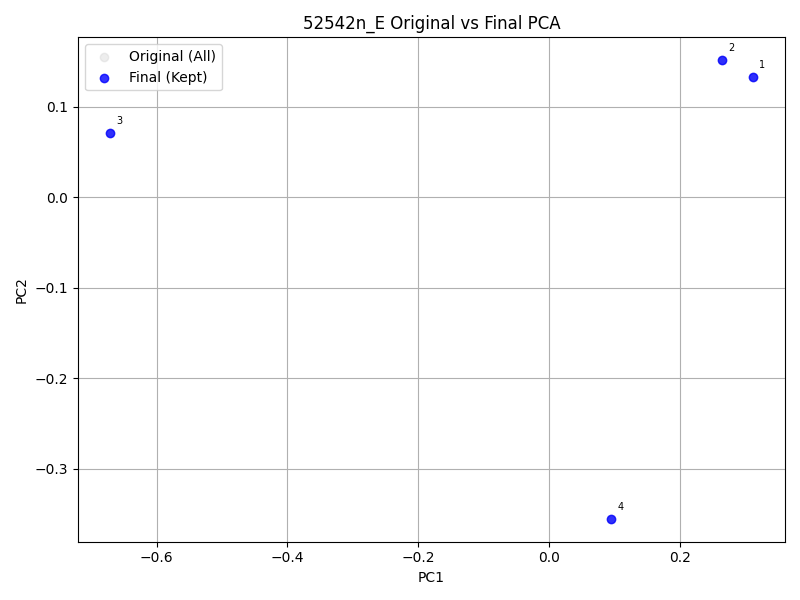 52542n_E Original vs Final PCA
Original (All)
Final (Kept)
2
1
3
4
0.1
0.0
−0.1
−0.2
−0.3
PC2
−0.6
−0.4
−0.2
0.0
0.2
PC1